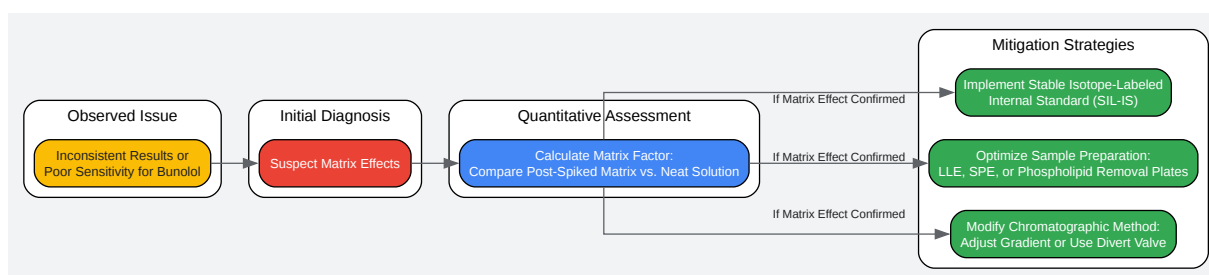 Observed Issue
Inconsistent Results or
Poor Sensitivity for Bunolol
Initial Diagnosis
Suspect Matrix Effects
Quantitative Assessment
Calculate Matrix Factor:
Compare Post-Spiked Matrix vs. Neat Solution
If Matrix Effect Confirmed
If Matrix Effect Confirmed
If Matrix Effect Confirmed
Mitigation Strategies
Implement Stable Isotope-Labeled
Internal Standard (SIL-IS)
Optimize Sample Preparation:
LLE, SPE, or Phospholipid Removal Plates
Modify Chromatographic Method:
Adjust Gradient or Use Divert Valve